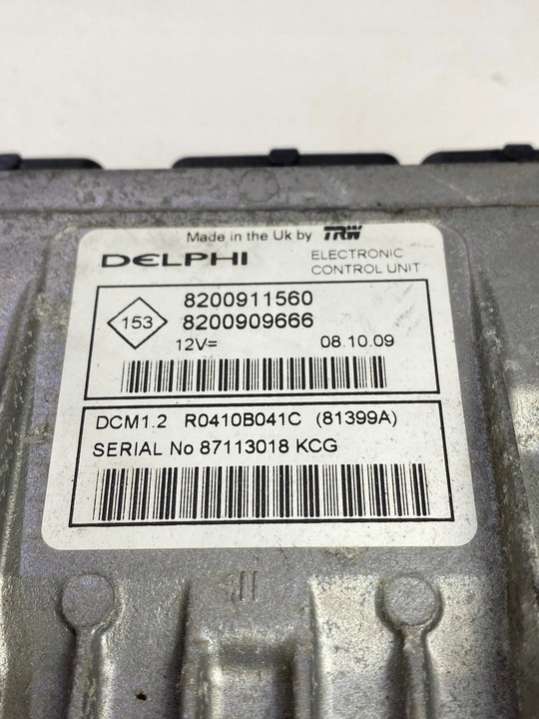 Made in the Uk by TRW
DELPHI ELECTRONIC
CONTROL UNIT
8200911560
153 8200909666
12V= 08.10.09
DCM1.2 R0410B041C (81399A)
SERIAL No 87113018 KCG